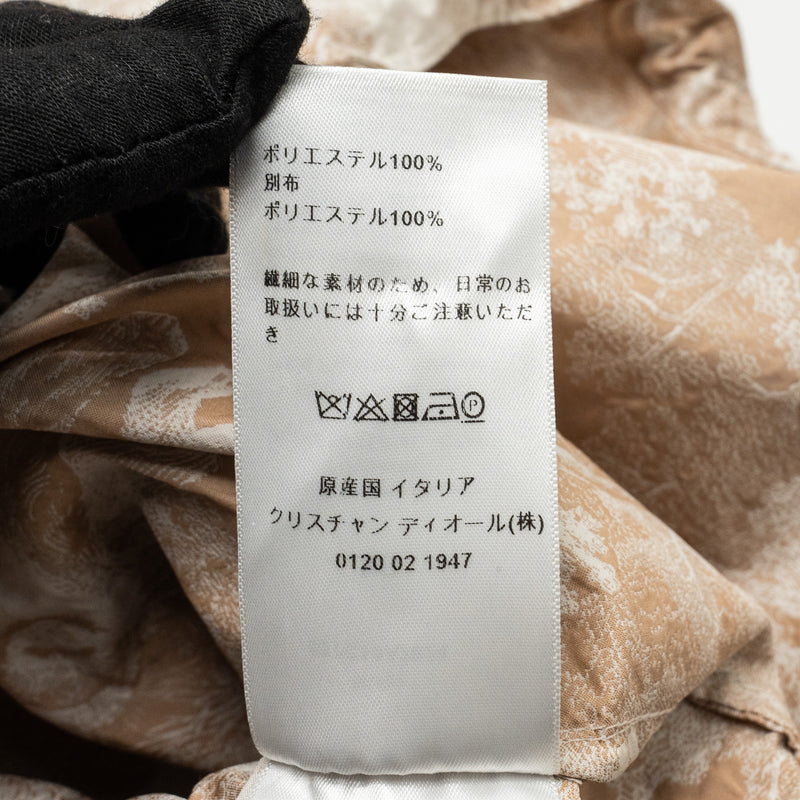 ポリエステル100%
別布
ポリエステル100%
繊細な素材のため、日常のお
取扱いには十分ご注意いただ
き
P
原産国 イタリア
クリスチャン ディオール(株)
0120 02 1947